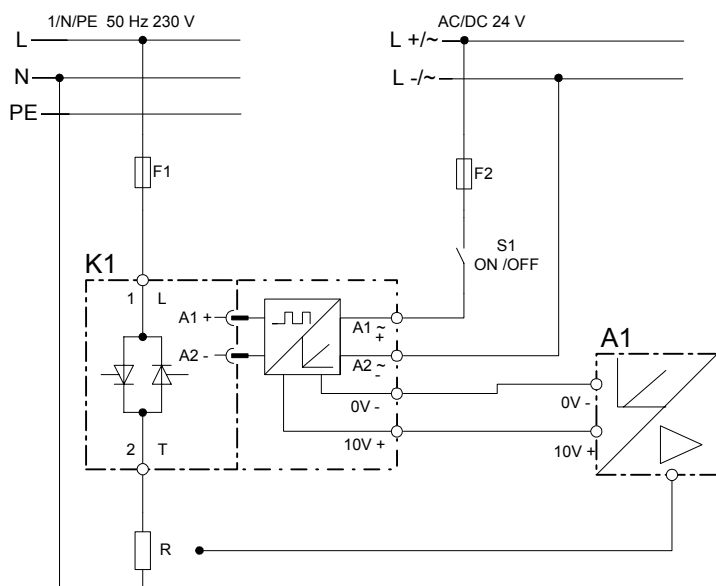 1/N/PE 50 Hz 230 V
AC/DC 24 V
L
L +/~
N
L -/~
PE
F1
F2
S1
ON /OFF
K1
1 L
A1 +
A1 ~
+
A2 -
A2 ~
-
A1
0V -
0V -
10V +
10V +
2 T
R